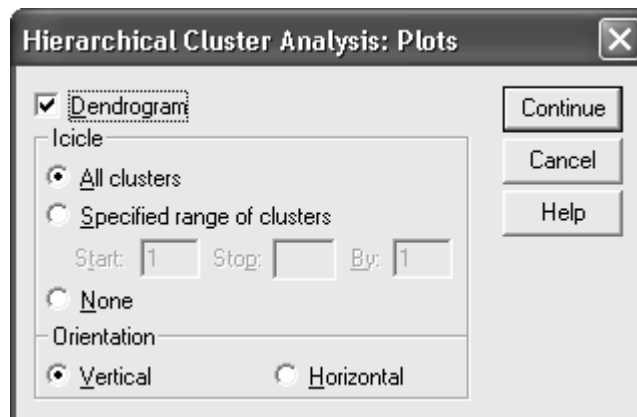 Hierarchical Cluster Analysis: Plots
Dendrogram
Continue
Icicle
Cancel
All clusters
Specified range of clusters
Help
Start: 1 Stop: By: 1
None
Orientation
Vertical Horizontal